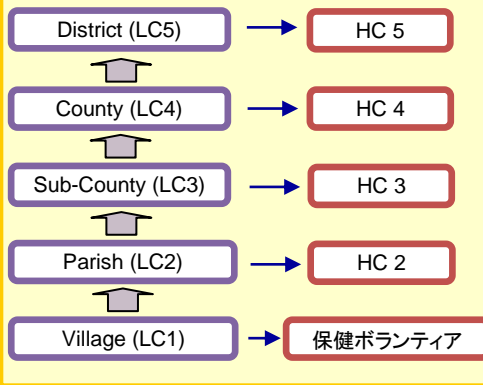 District (LC5) HC 5
County (LC4) HC 4
Sub-County (LC3) HC 3
Parish (LC2) HC 2
Village (LC1) 保健ボランティア